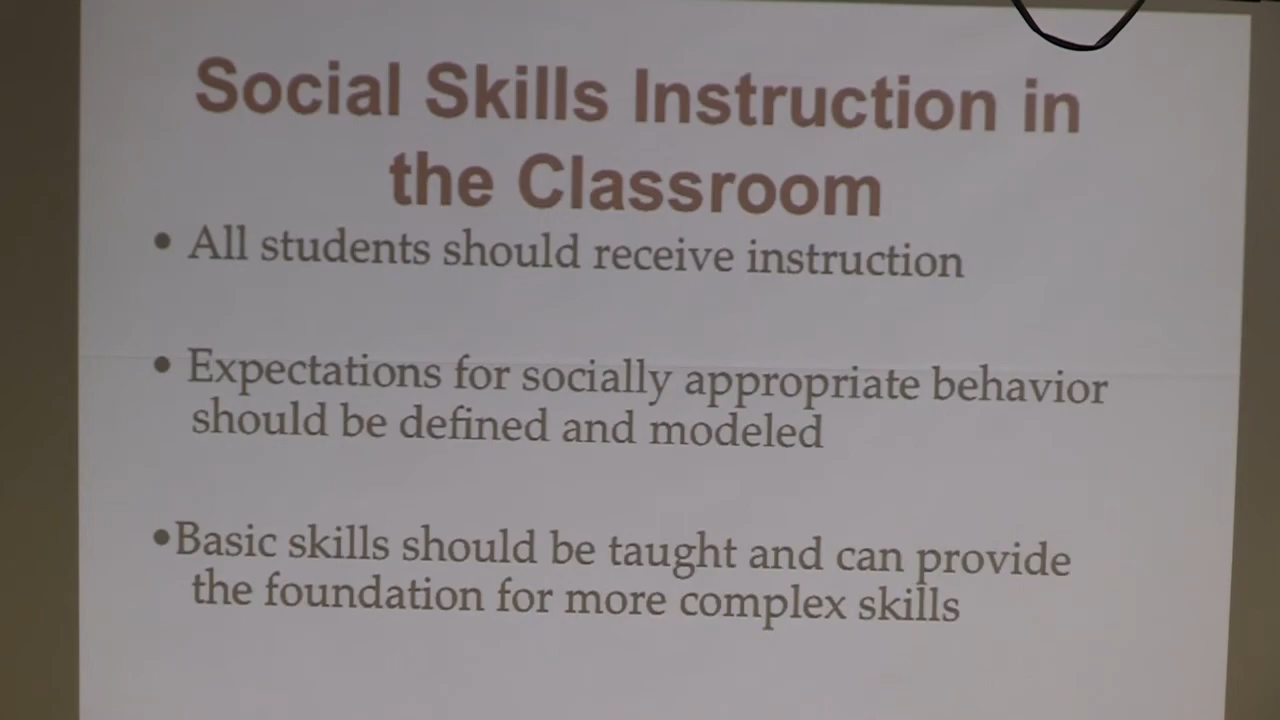 Social Skills Instruction in
the Classroom
• All students should receive instruction
• Expectations for socially appropriate behavior
should be defined and modeled
•Basic skills should be taught and can provide
the foundation for more complex skills